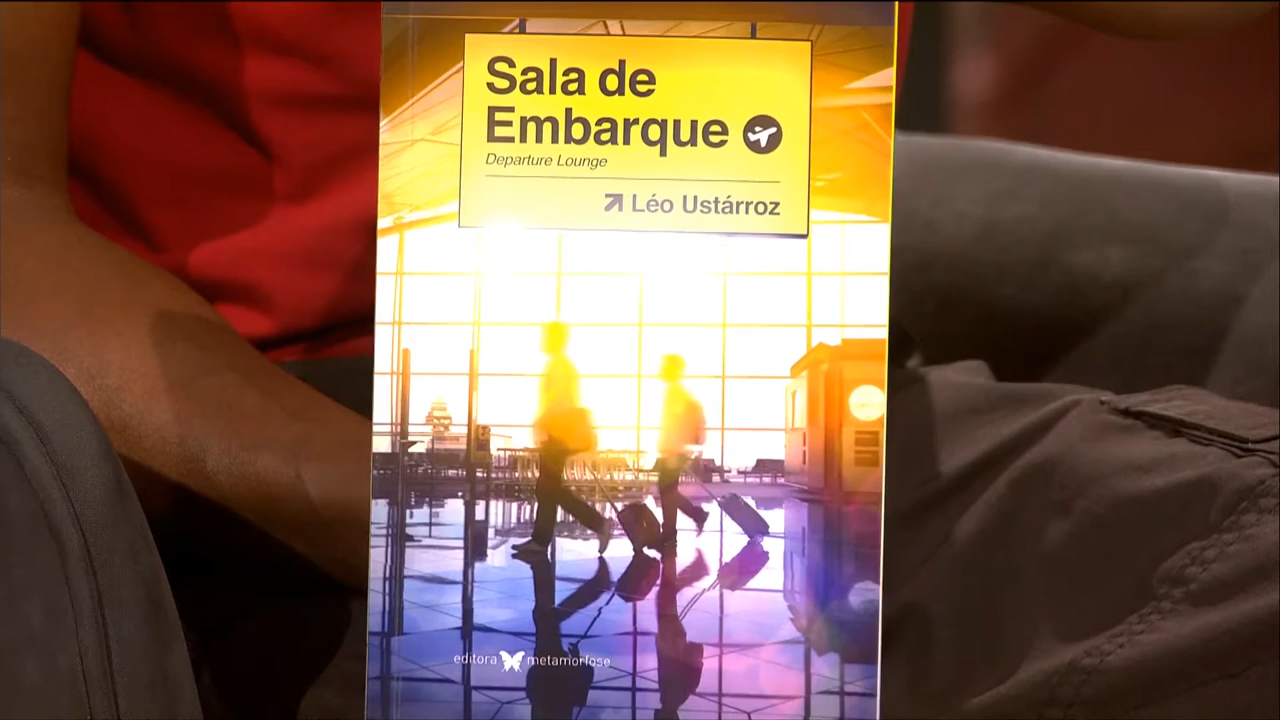 Sala de
Embarque
Departure Lounge
Léo Ustárroz
editora metamorfose